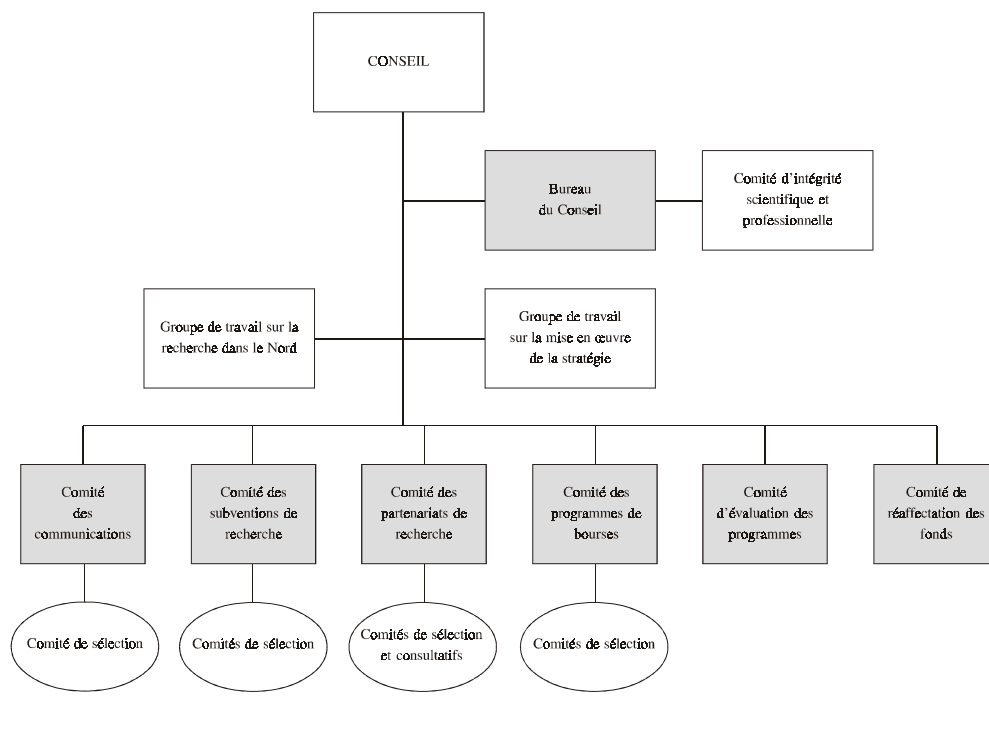 CONSEIL
Bureau
du Conseil
Comité d'intégrité
scientifique et
professionnelle
Groupe de travail sur la
recherche dans le Nord
Groupe de travail
sur la mise en œuvre
de la stratégie
Comité
des
communications
Comité des
subventions de
recherche
Comité des
partenariats de
recherche
Comité des
programmes de
bourses
Comité
d'évaluation des
programmes
Comité de
réaffectation des
fonds
Comité de sélection
Comités de sélection
Comités de sélection
et consultatifs
Comités de sélection